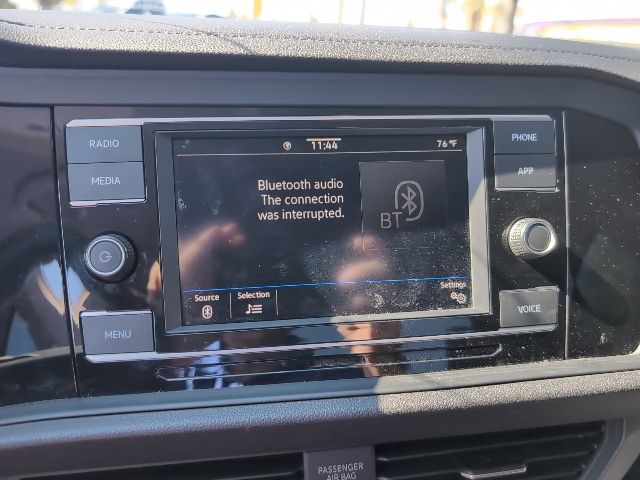 RADIO
MEDIA
MENU
11:44
76°F
Bluetooth audio
The connection
was interrupted.
BT
Source
Selection
Settings
PHONE
APP
VOICE
PASSENGER
AIR BAG